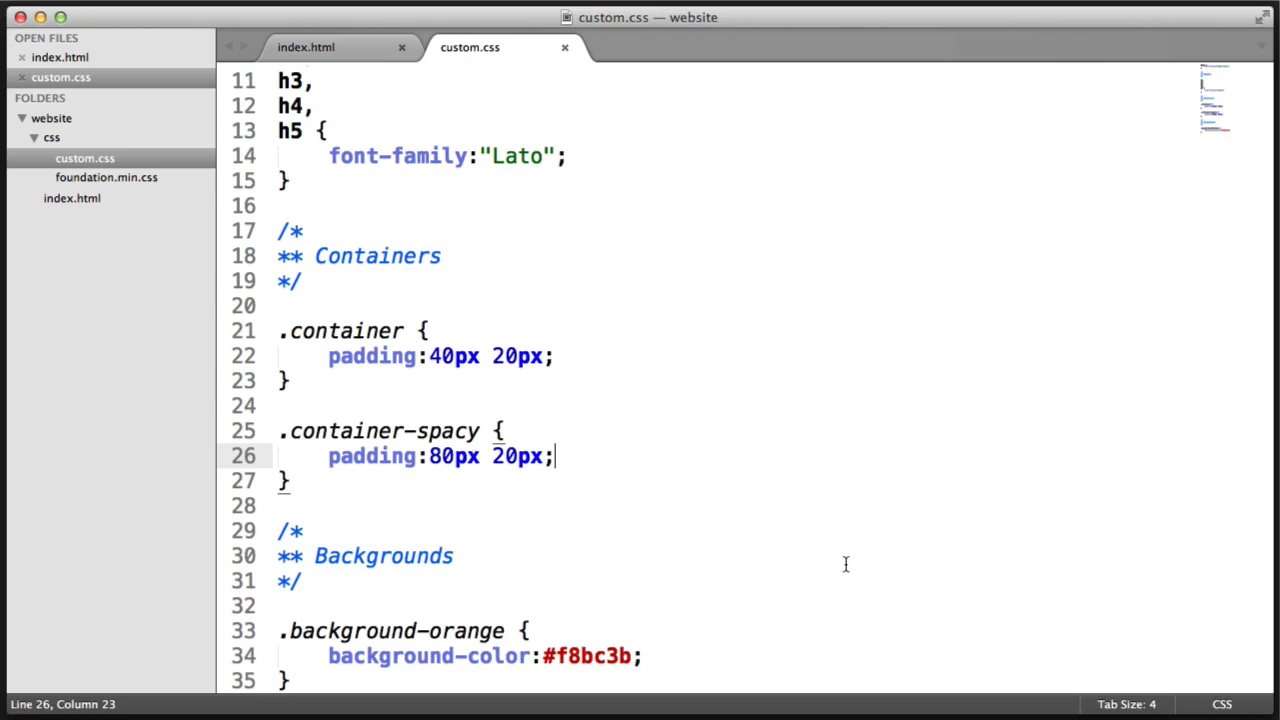 custom.css — website
OPEN FILES
index.html
custom.css
FOLDERS
website
css
custom.css
foundation.min.css
index.html
index.html
custom.css
11 h3,
12 h4,
13 h5 {
14 font-family:"Lato";
15 }
16
17 /*
18 ** Containers
19 */
20
21 .container {
22 padding:40px 20px;
23 }
24
25 .container-spacy {
26 padding:80px 20px;
27 }
28
29 /*
30 ** Backgrounds
31 */
32
33 .background-orange {
34 background-color:#f8bc3b;
35 }
Line 26, Column 23
Tab Size: 4
CSS